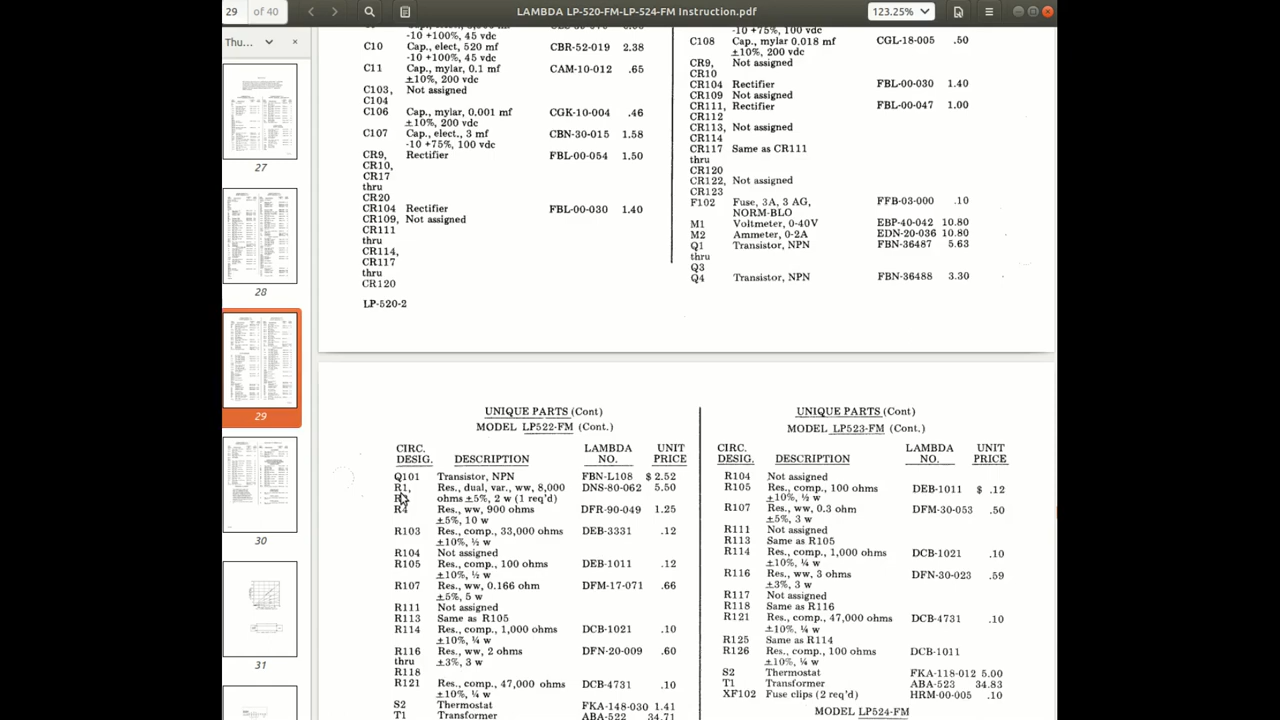 29 of 40
LAMBDA LP-520-FM-LP-524-FM Instruction.pdf
123.25%
Thu...
27
28
29
30
31
-10 +100%, 45 vdc
C10 Cap., elect, 520 mf CBR-52-019 2.38
-10 +100%, 45 vdc
C11 Cap., mylar, 0.1 mf CAM-10-012 .65
±10%, 200 vdc
C103, Not assigned
C104
C106 Cap., mylar, 0.001 mf CGK-10-004 .46
±10%, 200 vdc
C107 Cap., elect, 3 mf CBN-30-015 1.58
-10 +75%, 100 vdc
CR9, Rectifier FBL-00-054 1.50
CR10,
CR17
thru
CR20
CR104 Rectifier FBL-00-030 1.40
CR109, Not assigned
CR111
thru
CR114,
CR117
thru
CR120
LP-520-2
-10 +75%, 100 vdc
C108 Cap., mylar 0.018 mf CGL-18-005 .50
±10%, 200 vdc
CR9, Not assigned
CR10
CR104 Rectifier FBL-00-030 1.40
CR109 Not assigned
CR111, Rectifier FBL-00-047 1.00
CR112
CR113, Not assigned
CR114
CR117 Same as CR111
thru
CR120
CR122, Not assigned
CR123
F102 Fuse, 3A, 3 AG, FFB-03-000 .10
NORM-BLO
M1 Voltmeter, 0-40V EBP-40-042 10.80
M2 Ammeter, 0-2A EDN-20-036 10.80
Q1 Transistor, NPN FBN-36487 5.63
thru
Q3
Q4 Transistor, NPN FBN-36488 3.30
UNIQUE PARTS (Cont)
MODEL LP522-FM (Cont.)
CIRC. LAMBDA UNIT
DESIG. DESCRIPTION NO. PRICE
Q101 Transistor, NPN FBN-L108 $ 2.52
R1, Res., dual, var., ww, 8,000 DNS-80-062 5.50
ohms ±5%, 2 w (1 req'd)
R4 Res., ww, 900 ohms DFR-90-049 1.25
±5%, 10 w
R103 Res., comp., 33,000 ohms DEB-3331 .12
±10%, ½ w
R104 Not assigned
R105 Res., comp., 100 ohms DEB-1011 .12
±10%, ½ w
R107 Res., ww, 0.166 ohm DFM-17-071 .66
±5%, 5 w
R111 Not assigned
R113 Same as R105
R114 Res., comp., 1,000 ohms DCB-1021 .10
±10%, ¼ w
R116 Res., ww, 2 ohms DFN-20-009 .60
thru ±3%, 3 w
R118
R121 Res., comp., 47,000 ohms DCB-4731 .10
±10%, ¼ w
S2 Thermostat FKA-148-030 1.41
T1 Transformer ABA-522 34.71
UNIQUE PARTS (Cont)
MODEL LP523-FM (Cont.)
CIRC. LAMBDA UNIT
DESIG. DESCRIPTION NO. PRICE
R104 Not assigned
R105 Res., comp., 100 ohms DEB-1011 $ .12
±10%, ½ w
R107 Res., ww, 0.3 ohm DFM-30-053 .50
±5%, 3 w
R111 Not assigned
R113 Same as R105
R114 Res., comp., 1,000 ohms DCB-1021 .10
±10%, ¼ w
R116 Res., ww, 3 ohms DFN-30-023 .59
±3%, 3 w
R117 Not assigned
R118 Same as R116
R121 Res., comp., 47,000 ohms DCB-4731 .10
±10%, ¼ w
R125 Same as R114
R126 Res., comp., 100 ohms DCB-1011
±10%, ¼ w
S2 Thermostat FKA-118-012 5.00
T1 Transformer ABA-523 34.83
XF102 Fuse clips (2 req'd) HRM-00-005 .10
MODEL LP524-FM